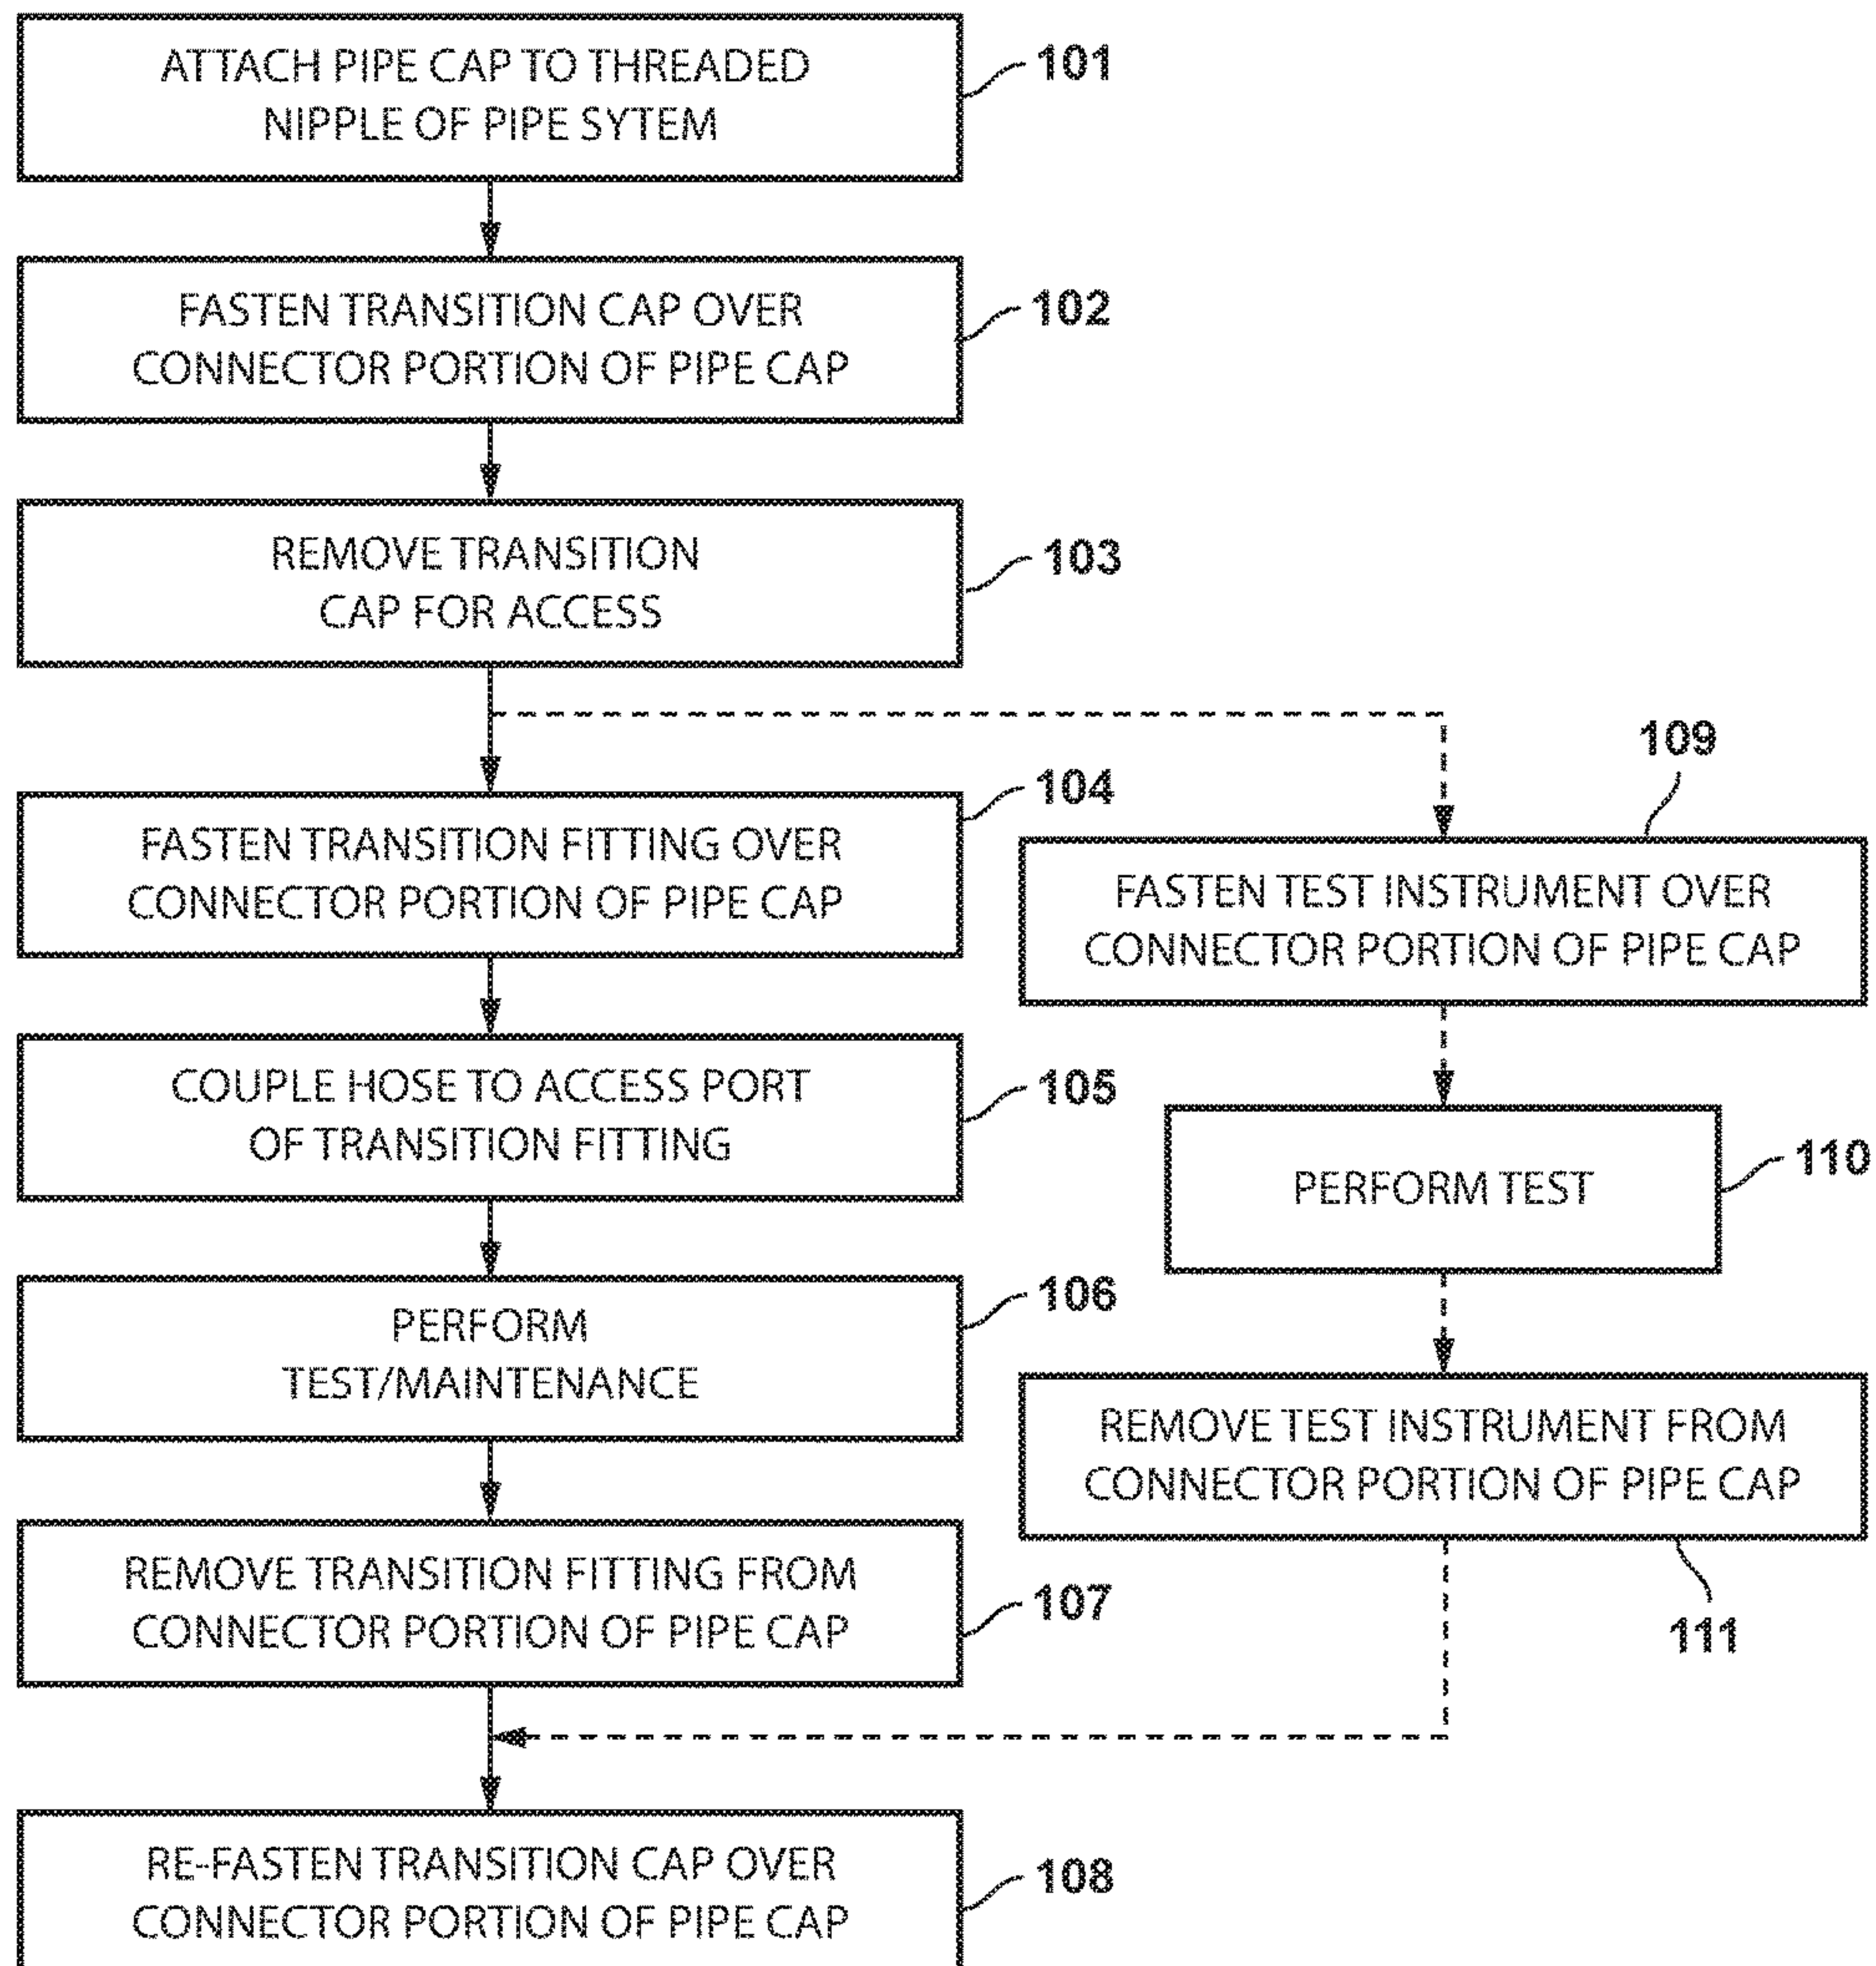 ATTACH PIPE CAP TO THREADED
NIPPLE OF PIPE SYTEM
101
FASTEN TRANSITION CAP OVER
CONNECTOR PORTION OF PIPE CAP
102
REMOVE TRANSITION
CAP FOR ACCESS
103
FASTEN TRANSITION FITTING OVER
CONNECTOR PORTION OF PIPE CAP
104
COUPLE HOSE TO ACCESS PORT
OF TRANSITION FITTING
105
PERFORM
TEST/MAINTENANCE
106
REMOVE TRANSITION FITTING FROM
CONNECTOR PORTION OF PIPE CAP
107
109
FASTEN TEST INSTRUMENT OVER
CONNECTOR PORTION OF PIPE CAP
PERFORM TEST
110
REMOVE TEST INSTRUMENT FROM
CONNECTOR PORTION OF PIPE CAP
111
RE-FASTEN TRANSITION CAP OVER
CONNECTOR PORTION OF PIPE CAP
108